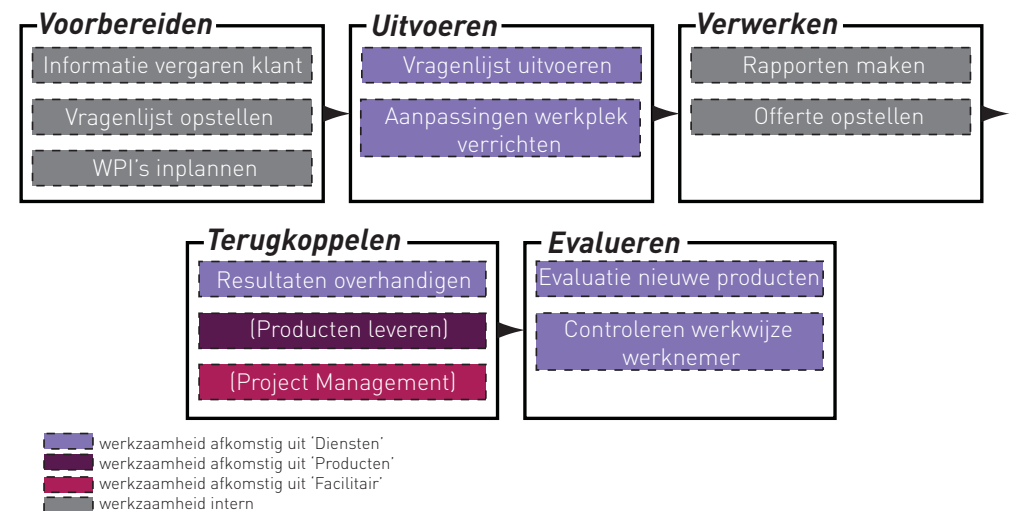 Voorbereiden
Informatie vergaren klant
Vragenlijst opstellen
WPI's inplannen
Uitvoeren
Vragenlijst uitvoeren
Aanpassingen werkplek
verrichten
Verwerken
Rapporten maken
Offerte opstellen
Terugkoppelen
Resultaten overhandigen
(Producten leveren)
(Project Management)
Evalueren
Evaluatie nieuwe producten
Controleren werkwijze
werknemer
werkzaamheid afkomstig uit 'Diensten'
werkzaamheid afkomstig uit 'Producten'
werkzaamheid afkomstig uit 'Facilitair'
werkzaamheid intern